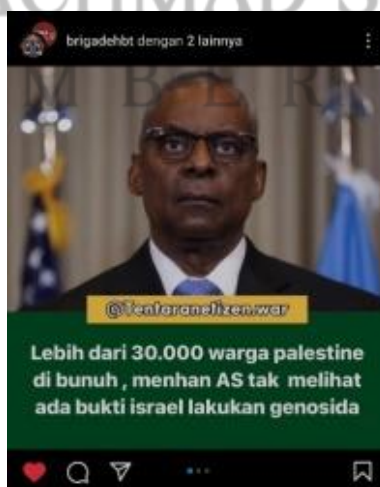 ACHMAD S
M B E R
brigadehbt dengan 2 lainnya
@Tentaranetizen.war
Lebih dari 30.000 warga palestine
di bunuh , menhan AS tak melihat
ada bukti israel lakukan genosida